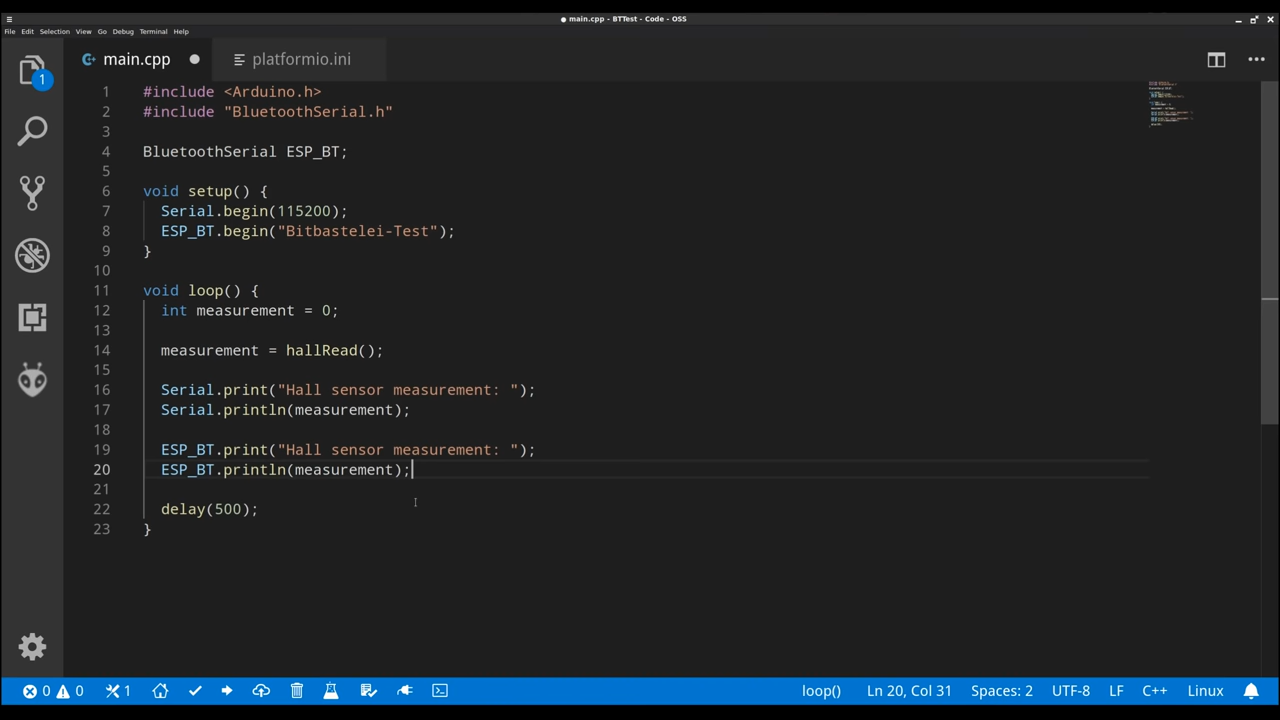 ● main.cpp - BTTest - Code - OSS
File Edit Selection View Go Debug Terminal Help
main.cpp ● platformio.ini
1
1 #include <Arduino.h>
2 #include "BluetoothSerial.h"
3
4 BluetoothSerial ESP_BT;
5
6 void setup() {
7 Serial.begin(115200);
8 ESP_BT.begin("Bitbastelei-Test");
9 }
10
11 void loop() {
12 int measurement = 0;
13
14 measurement = hallRead();
15
16 Serial.print("Hall sensor measurement: ");
17 Serial.println(measurement);
18
19 ESP_BT.print("Hall sensor measurement: ");
20 ESP_BT.println(measurement);
21
22 delay(500);
23 }
0 0 1 loop() Ln 20, Col 31 Spaces: 2 UTF-8 LF C++ Linux